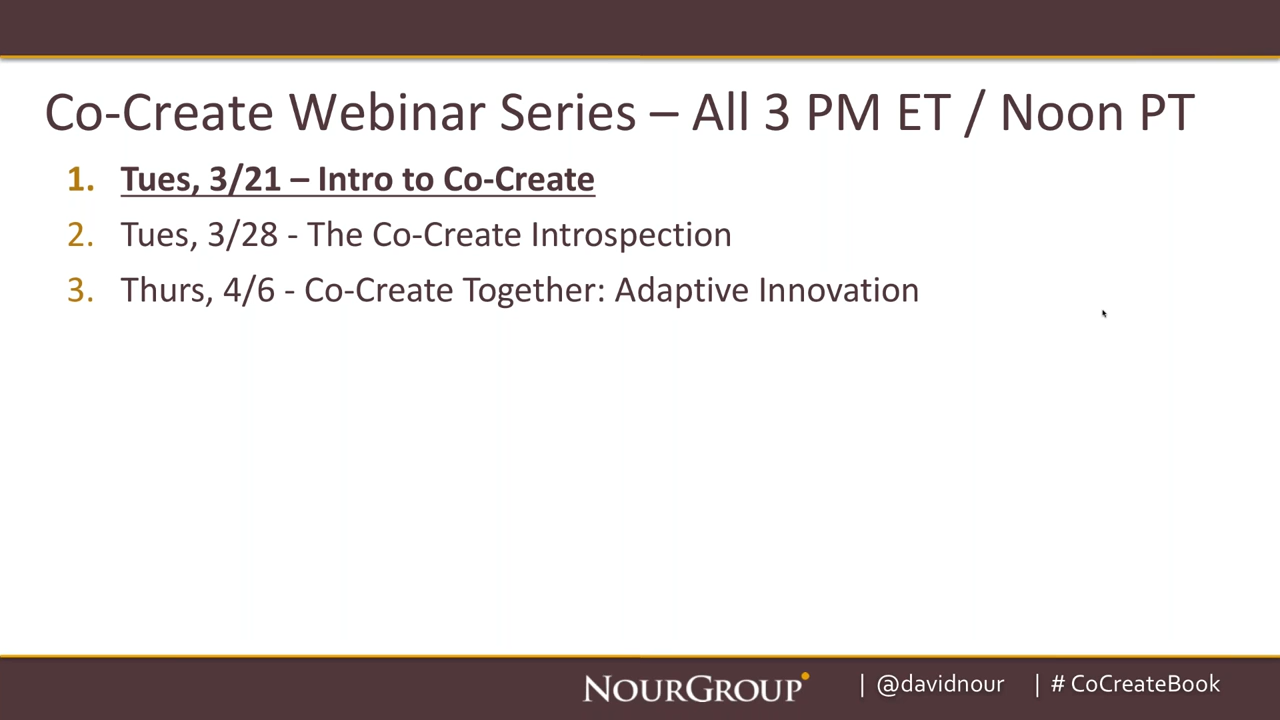 Co-Create Webinar Series – All 3 PM ET / Noon PT
1. Tues, 3/21 – Intro to Co-Create
2. Tues, 3/28 - The Co-Create Introspection
3. Thurs, 4/6 - Co-Create Together: Adaptive Innovation
NOURGROUP | @davidnour | # CoCreateBook